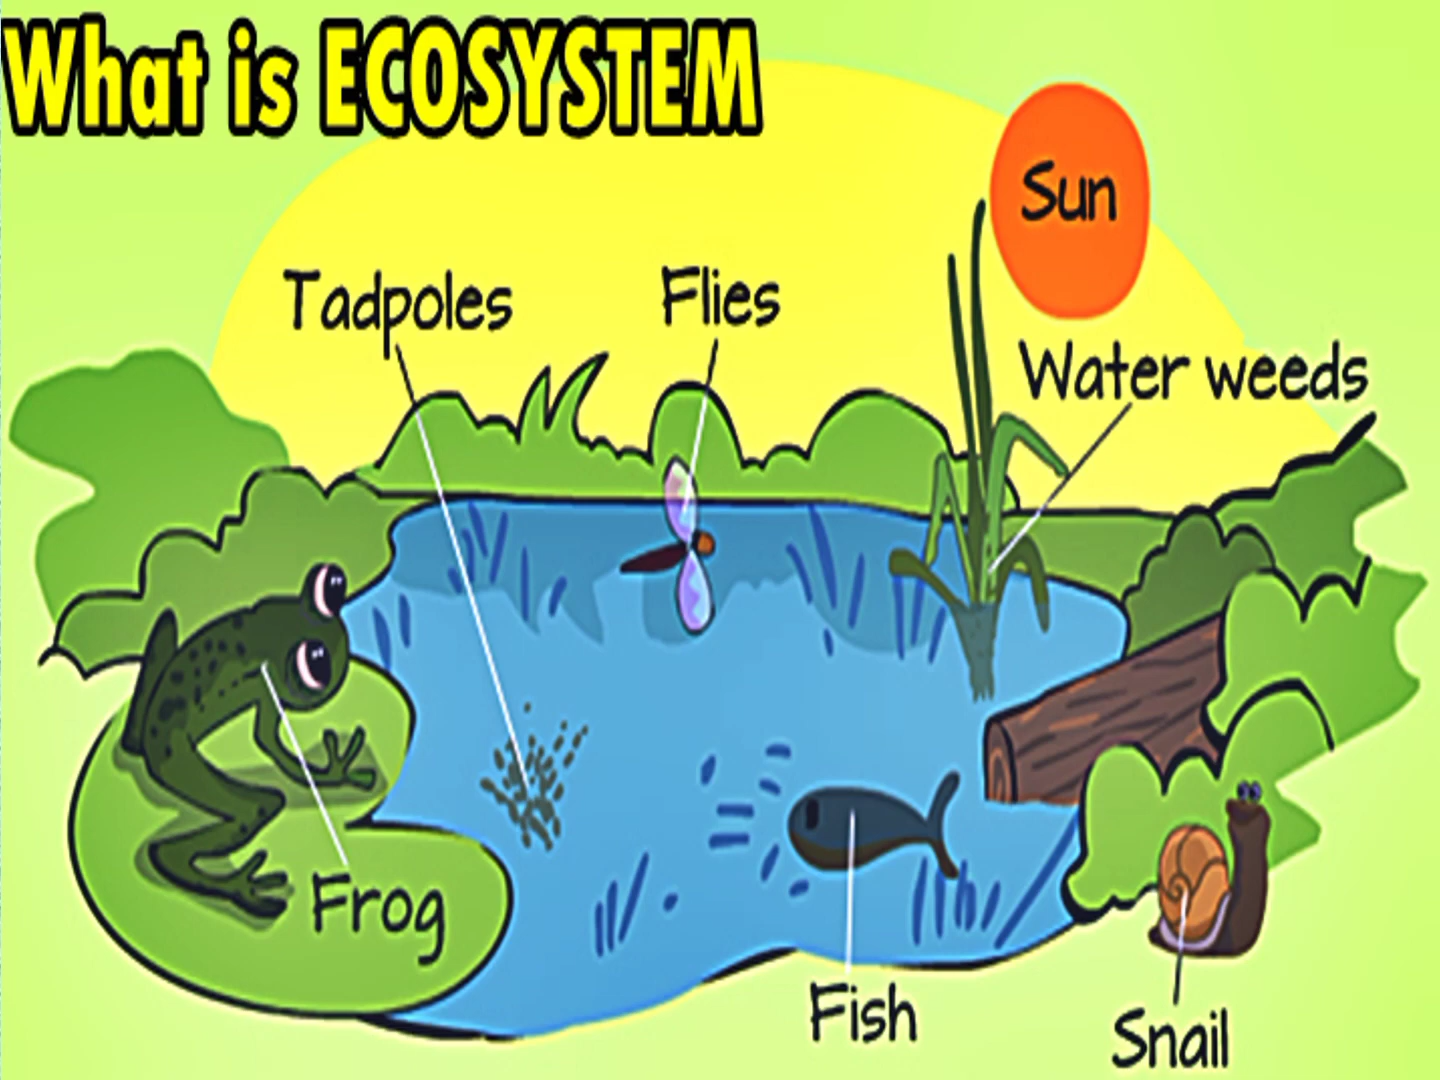 What is ECOSYSTEM
Sun
Tadpoles
Flies
Water weeds
Frog
Fish
Snail